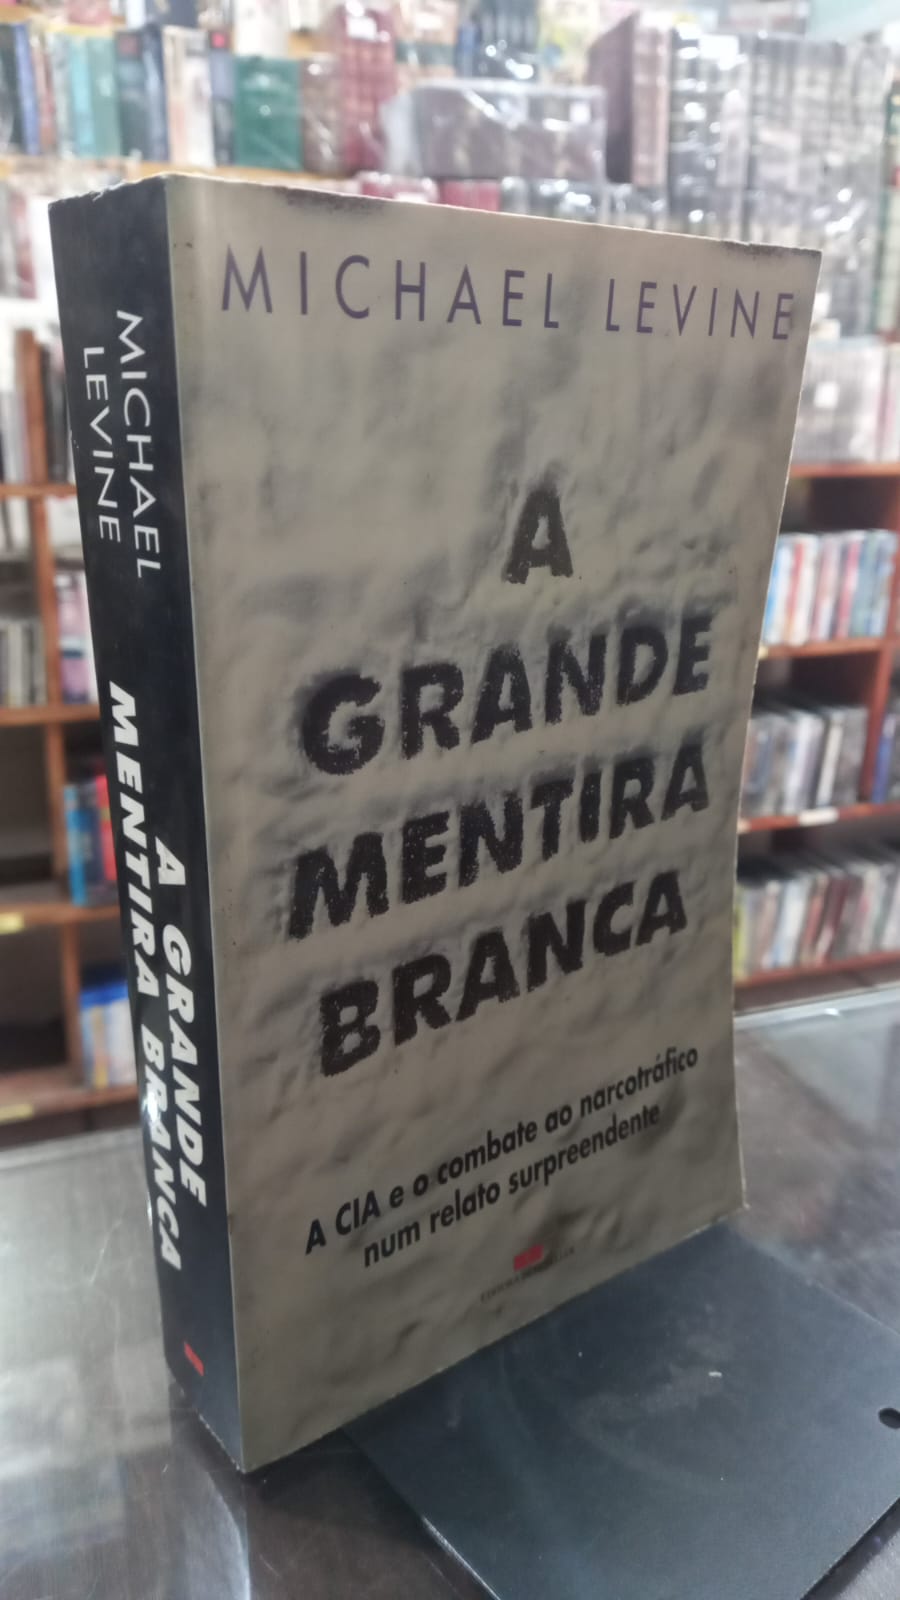 MICHAEL LEVINE
A
GRANDE
MENTIRA
BRANCA
A CIA e o combate ao narcotráfico
num relato surpreendente
MICHAEL
LEVINE
A GRANDE
MENTIRA BRANCA